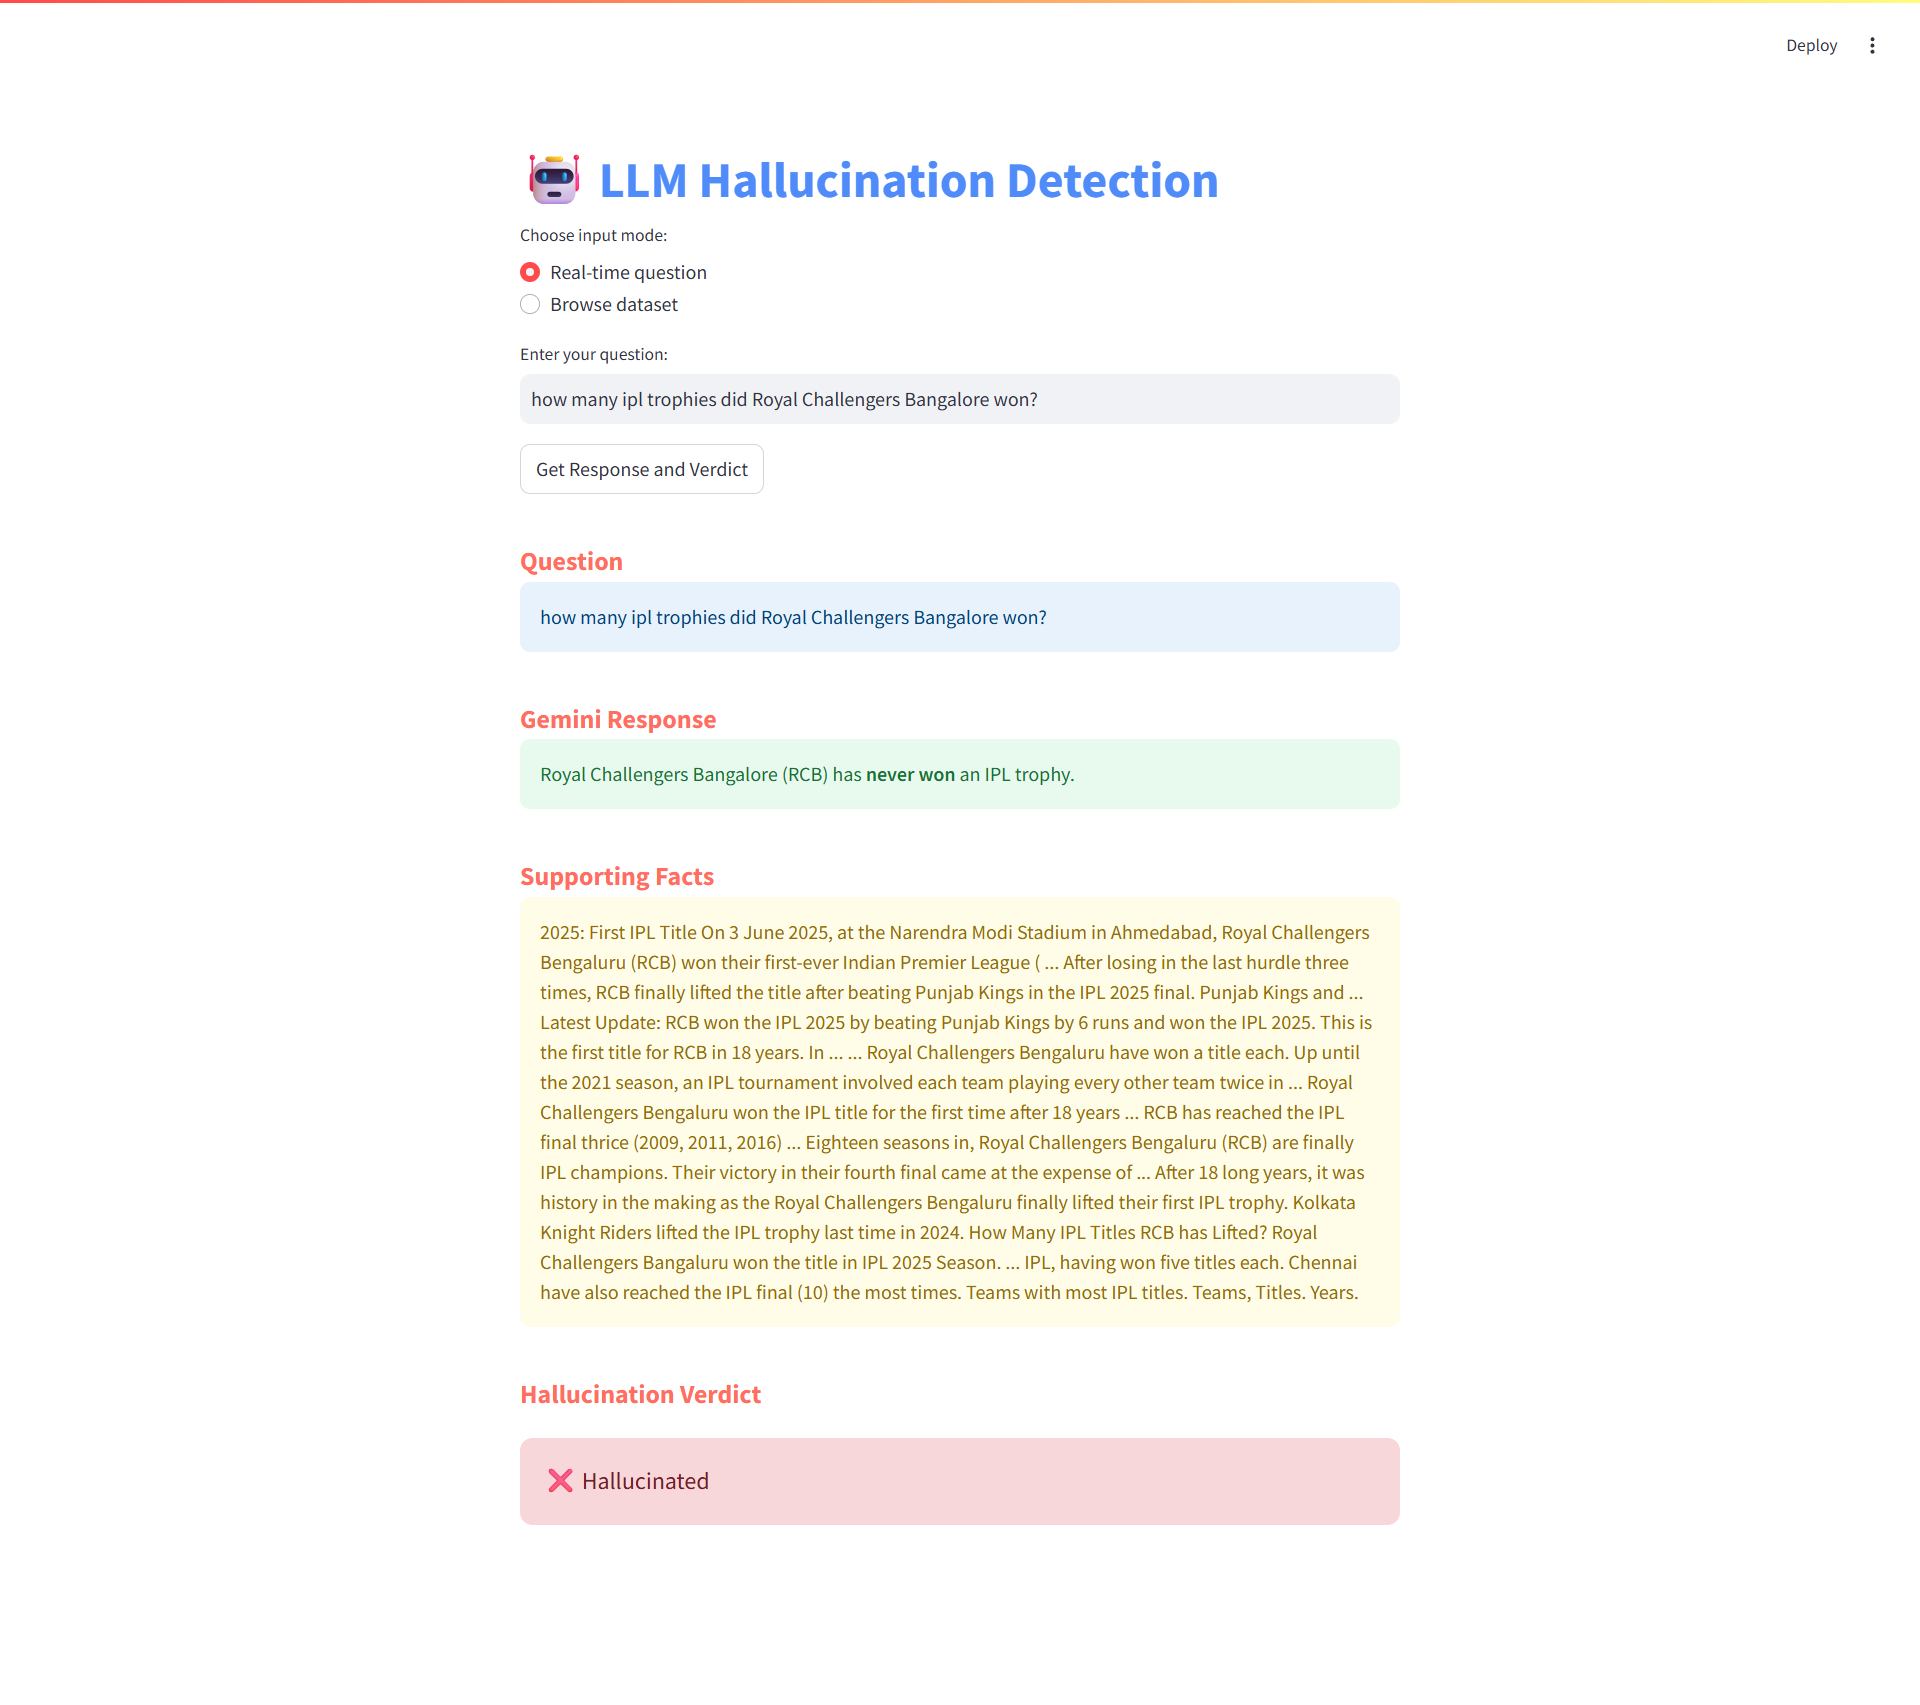 Deploy
LLM Hallucination Detection
Choose input mode:
Real-time question
Browse dataset
Enter your question:
how many ipl trophies did Royal Challengers Bangalore won?
Get Response and Verdict
Question
how many ipl trophies did Royal Challengers Bangalore won?
Gemini Response
Royal Challengers Bangalore (RCB) has never won an IPL trophy.
Supporting Facts
2025: First IPL Title On 3 June 2025, at the Narendra Modi Stadium in Ahmedabad, Royal Challengers
Bengaluru (RCB) won their first-ever Indian Premier League ( ... After losing in the last hurdle three
times, RCB finally lifted the title after beating Punjab Kings in the IPL 2025 final. Punjab Kings and ...
Latest Update: RCB won the IPL 2025 by beating Punjab Kings by 6 runs and won the IPL 2025. This is
the first title for RCB in 18 years. In ... ... Royal Challengers Bengaluru have won a title each. Up until
the 2021 season, an IPL tournament involved each team playing every other team twice in ... Royal
Challengers Bengaluru won the IPL title for the first time after 18 years ... RCB has reached the IPL
final thrice (2009, 2011, 2016) ... Eighteen seasons in, Royal Challengers Bengaluru (RCB) are finally
IPL champions. Their victory in their fourth final came at the expense of ... After 18 long years, it was
history in the making as the Royal Challengers Bengaluru finally lifted their first IPL trophy. Kolkata
Knight Riders lifted the IPL trophy last time in 2024. How Many IPL Titles RCB has Lifted? Royal
Challengers Bengaluru won the title in IPL 2025 Season. ... IPL, having won five titles each. Chennai
have also reached the IPL final (10) the most times. Teams with most IPL titles. Teams, Titles. Years.
Hallucination Verdict
❌ Hallucinated